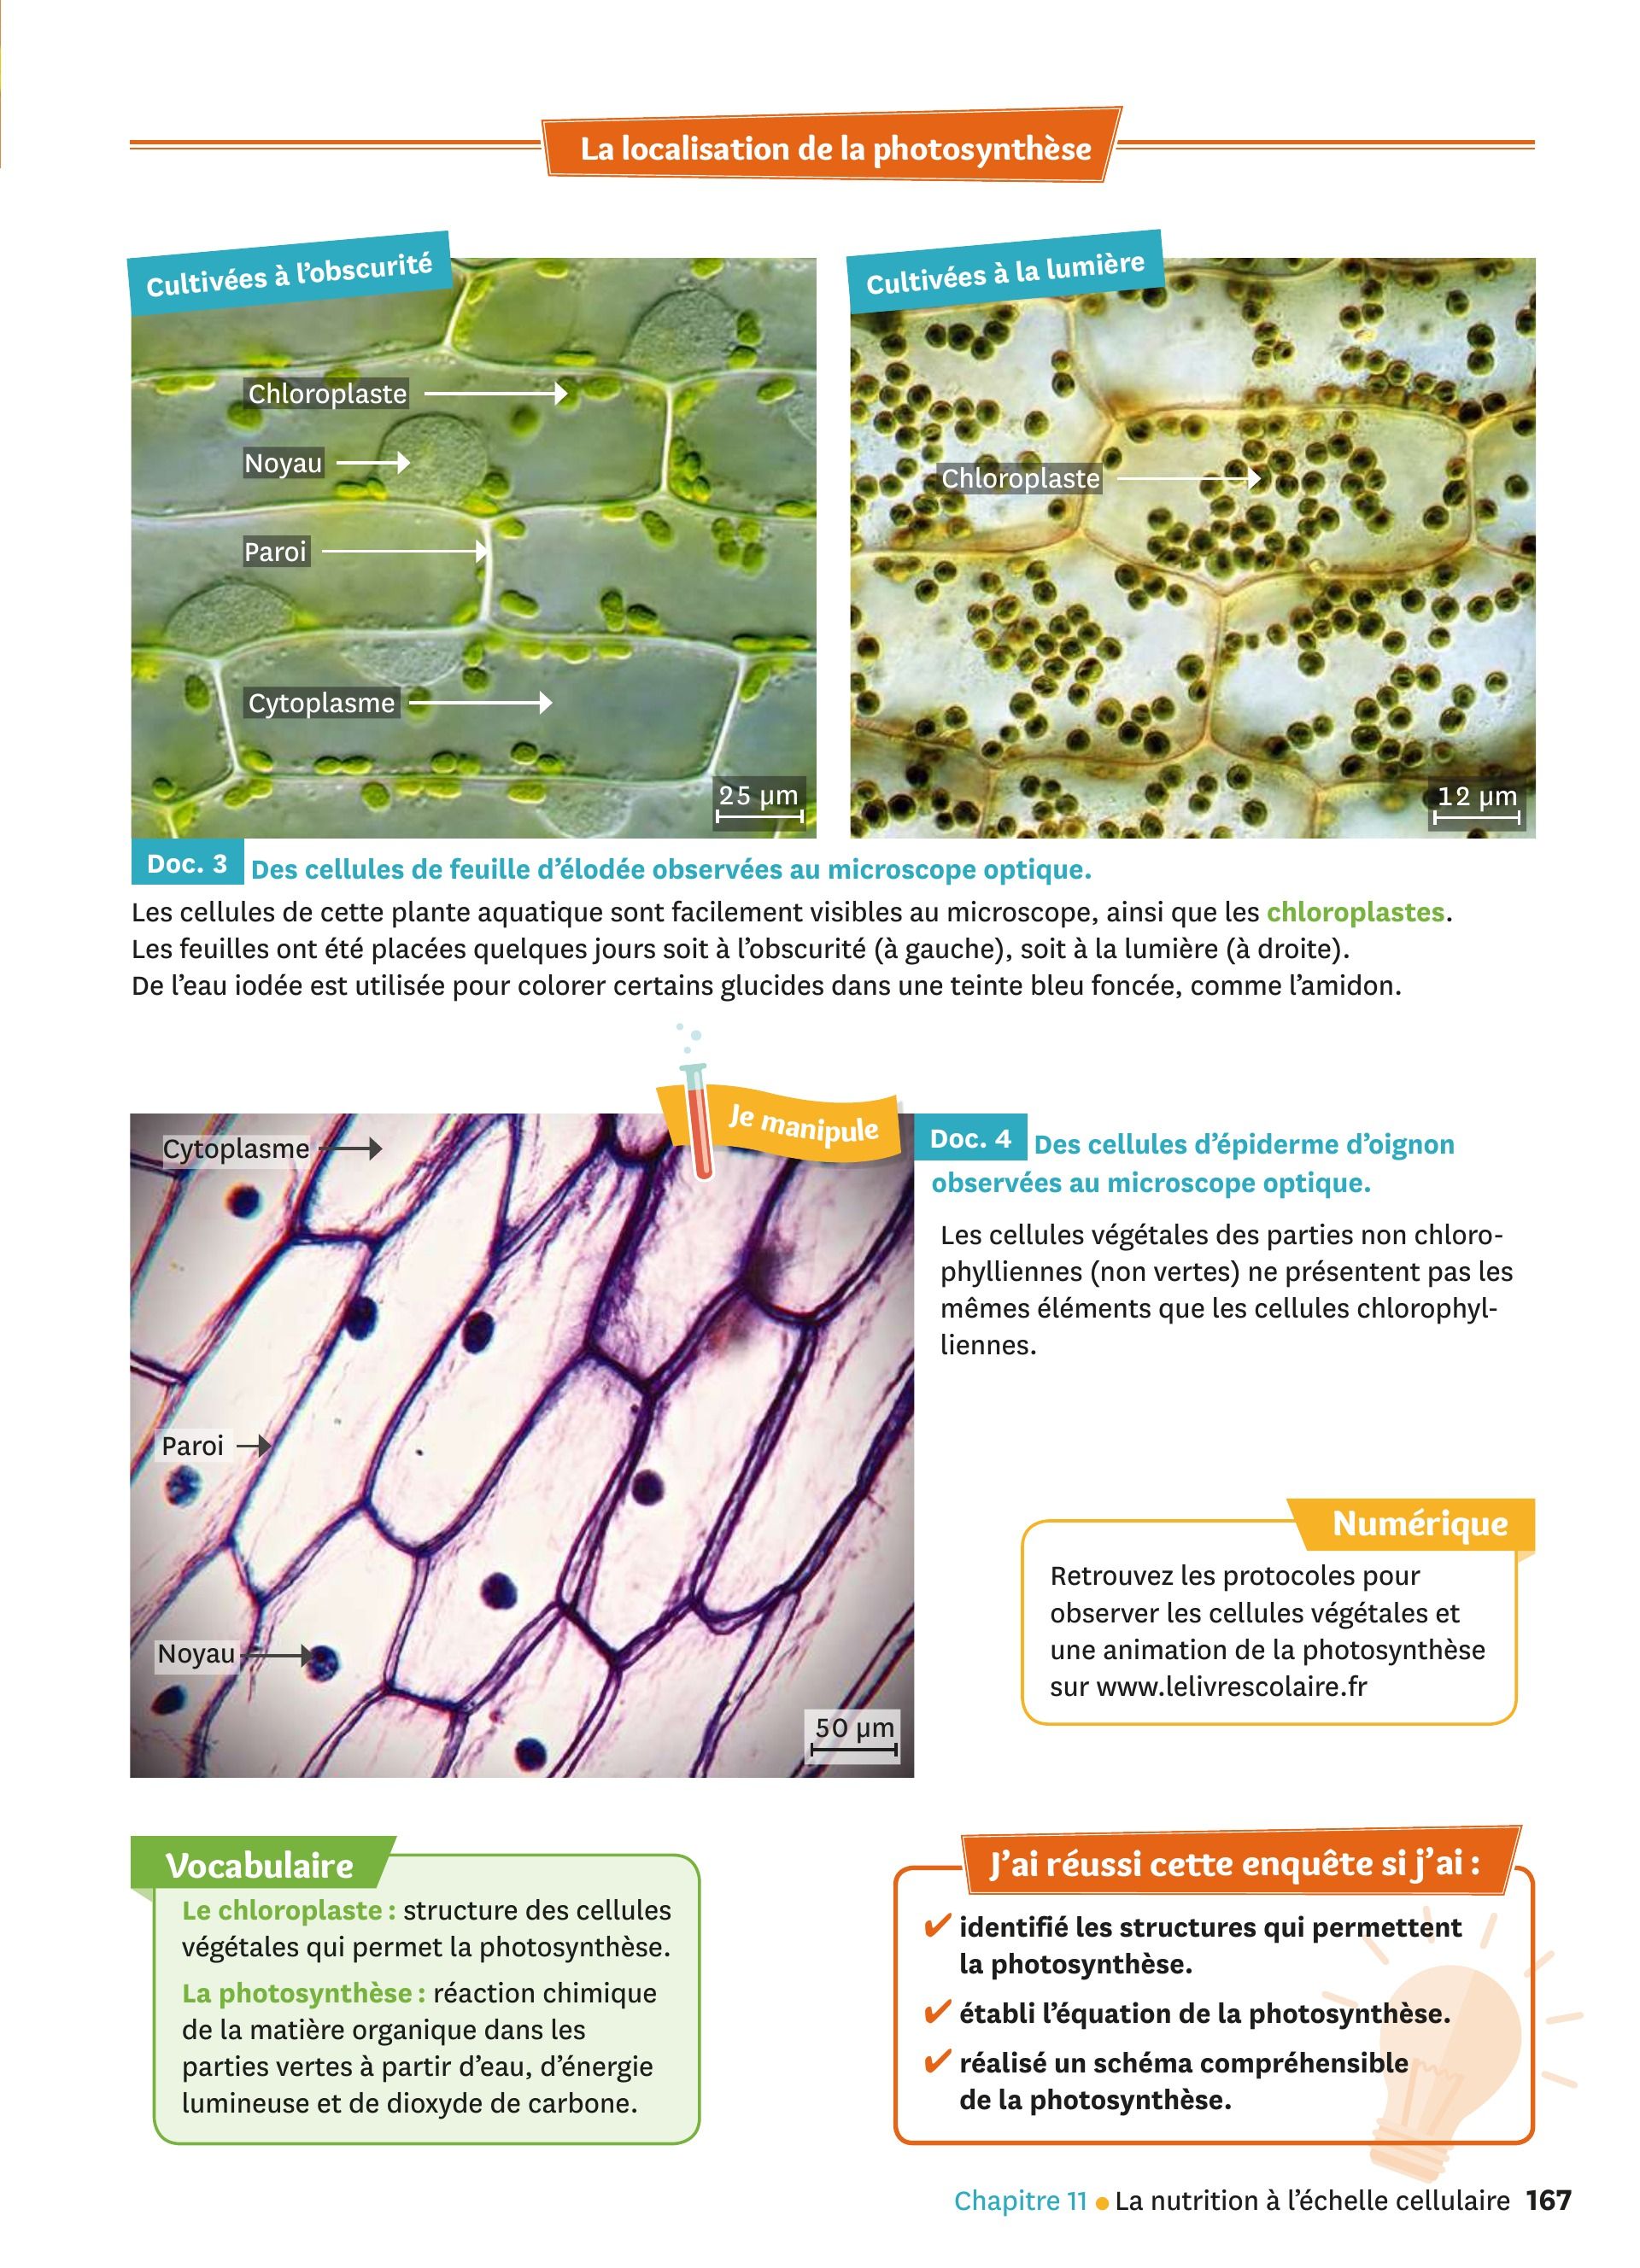 La localisation de la photosynthèse
Cultivées à l'obscurité
Chloroplaste
Noyau
Paroi
Cytoplasme
25 µm
Cultivées à la lumière
Chloroplaste
12 µm
Doc. 3 Des cellules de feuille d'élodée observées au microscope optique.
Les cellules de cette plante aquatique sont facilement visibles au microscope, ainsi que les chloroplastes.
Les feuilles ont été placées quelques jours soit à l'obscurité (à gauche), soit à la lumière (à droite).
De l'eau iodée est utilisée pour colorer certains glucides dans une teinte bleu foncée, comme l'amidon.
Je manipule
Cytoplasme
Paroi
Noyau
50 µm
Doc. 4 Des cellules d'épiderme d'oignon
observées au microscope optique.
Les cellules végétales des parties non chloro-
phylliennes (non vertes) ne présentent pas les
mêmes éléments que les cellules chlorophyl-
liennes.
Numérique
Retrouvez les protocoles pour
observer les cellules végétales et
une animation de la photosynthèse
sur www.lelivrescolaire.fr
Vocabulaire
Le chloroplaste : structure des cellules
végétales qui permet la photosynthèse.
La photosynthèse : réaction chimique
de la matière organique dans les
parties vertes à partir d'eau, d'énergie
lumineuse et de dioxyde de carbone.
J'ai réussi cette enquête si j'ai :
✔ identifié les structures qui permettent
la photosynthèse.
✔ établi l'équation de la photosynthèse.
✔ réalisé un schéma compréhensible
de la photosynthèse.
Chapitre 11 • La nutrition à l'échelle cellulaire 167